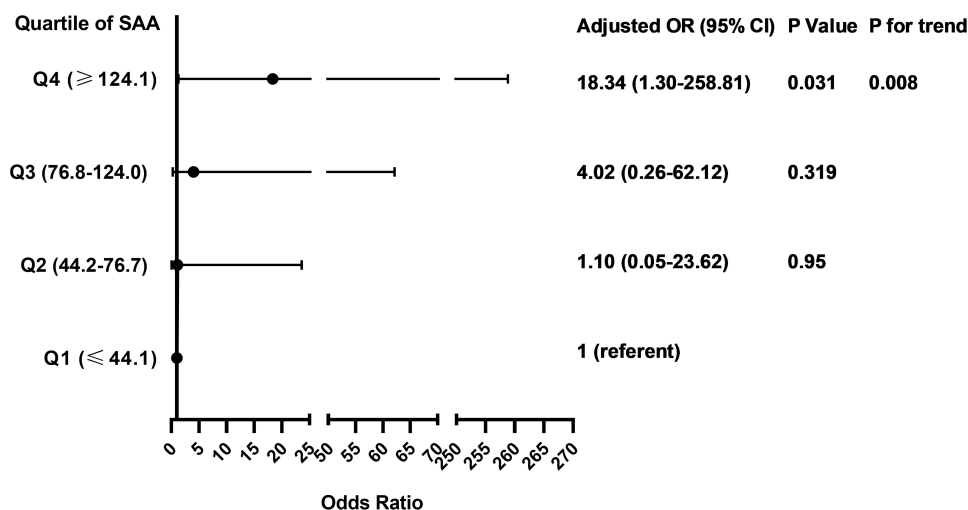 Quartile of SAA Adjusted OR (95% CI) P Value P for trend
Q4 (≥ 124.1) 18.34 (1.30-258.81) 0.031 0.008
Q3 (76.8-124.0) 4.02 (0.26-62.12) 0.319
Q2 (44.2-76.7) 1.10 (0.05-23.62) 0.95
Q1 (≤ 44.1) 1 (referent)
0 5 10 15 20 25 50 55 60 65 70 250 255 260 265 270
Odds Ratio